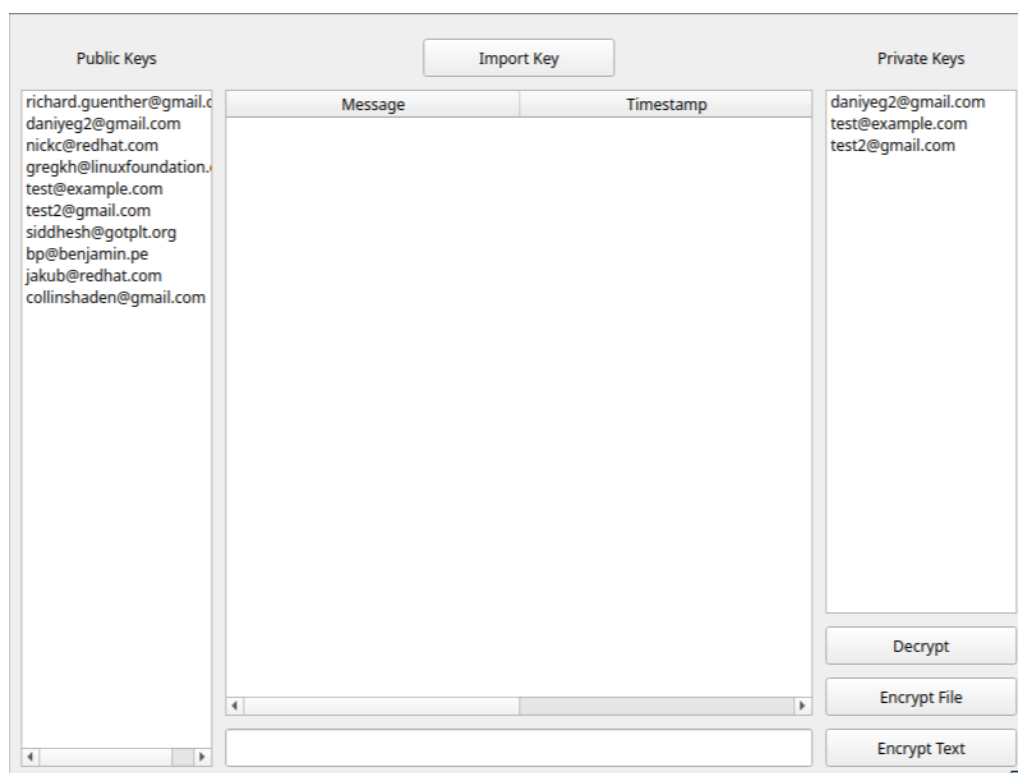 Public Keys
Import Key
Private Keys
richard.guenther@gmail.c
daniyeg2@gmail.com
nickc@redhat.com
gregkh@linuxfoundation.
test@example.com
test2@gmail.com
siddhesh@gotplt.org
bp@benjamin.pe
jakub@redhat.com
collinshaden@gmail.com
Message
Timestamp
daniyeg2@gmail.com
test@example.com
test2@gmail.com
Decrypt
Encrypt File
Encrypt Text